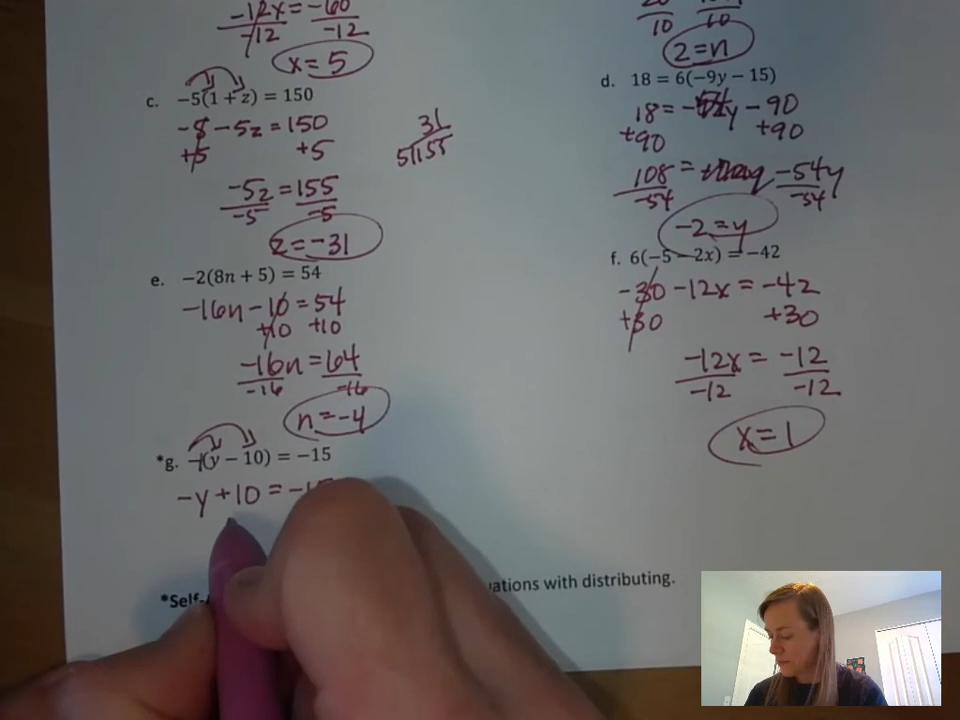 -12x = -60
-12 -12
x = 5
10
2 = n
c. −5(1 + z) = 150
-5 - 5z = 150
+5 +5
31
5)155
-5z = 155
-5 -5
z = -31
d. 18 = 6(−9y − 15)
18 = -54y - 90
+90 +90
108 = -54y
-54 -54
-2 = y
e. −2(8n + 5) = 54
-16n - 10 = 54
+10 +10
-16n = 64
-16 -16
n = -4
f. 6(−5 − 2x) = −42
-30 - 12x = -42
+30 +30
-12x = -12
-12 -12
x = 1
*g. −1(y − 10) = −15
-y + 10 = -15
*Self- ations with distributing.